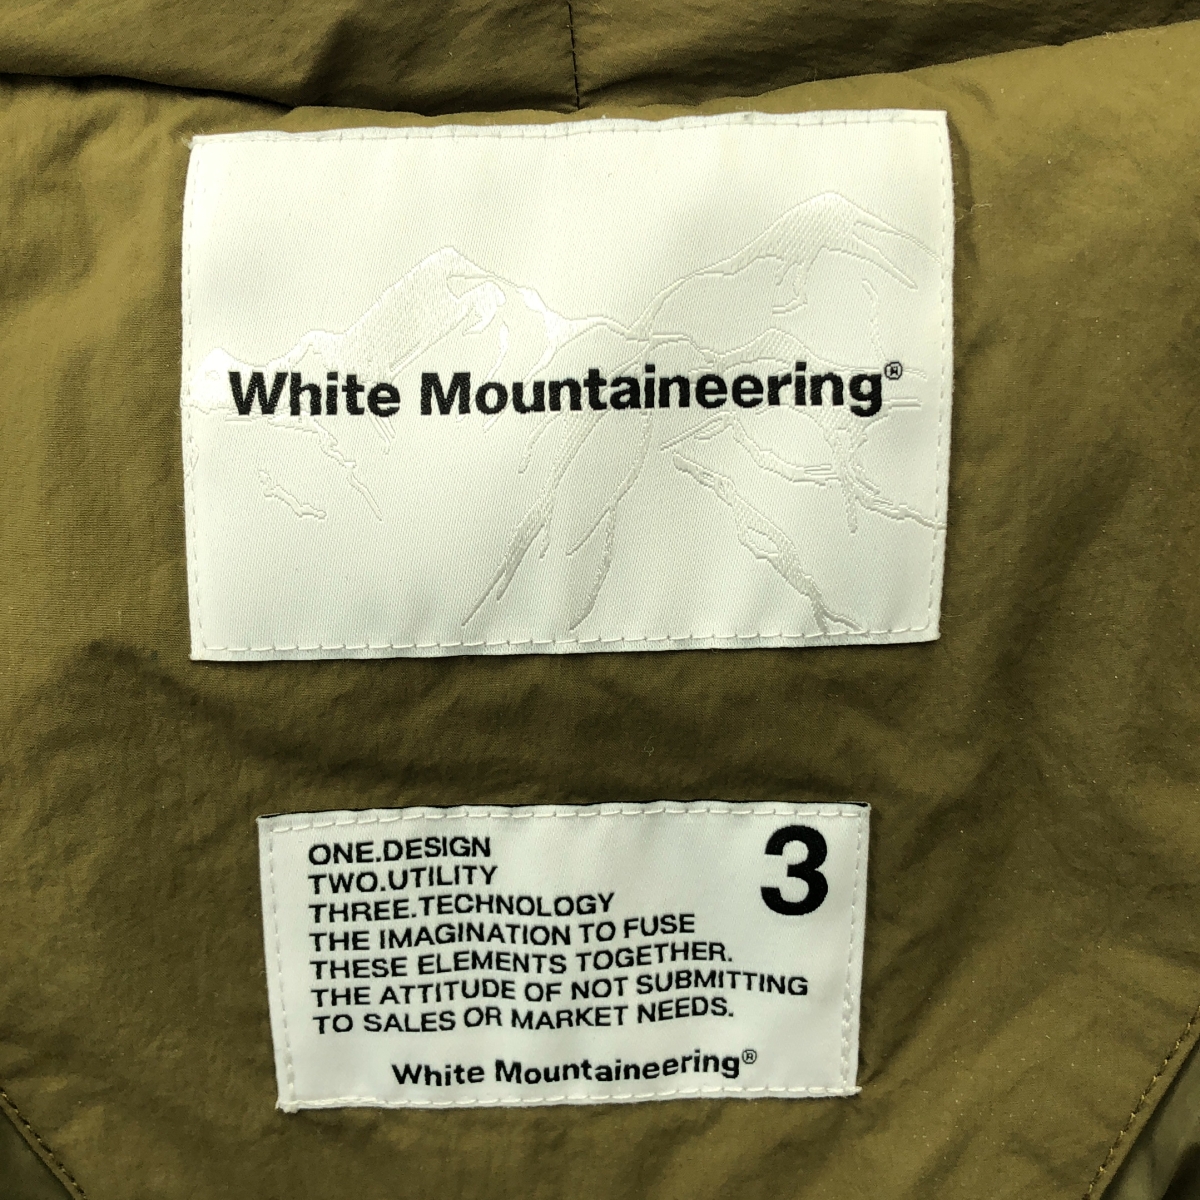 White Mountaineering®
3
ONE.DESIGN
TWO.UTILITY
THREE.TECHNOLOGY
THE IMAGINATION TO FUSE
THESE ELEMENTS TOGETHER.
THE ATTITUDE OF NOT SUBMITTING
TO SALES OR MARKET NEEDS.
White Mountaineering®